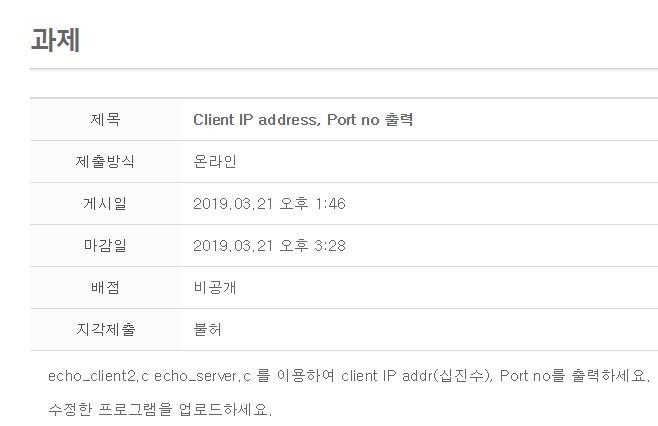 과제
제목 Client IP address, Port no 출력
제출방식 온라인
게시일 2019.03.21 오후 1:46
마감일 2019.03.21 오후 3:28
배점 비공개
지각제출 불허
echo_client2.c echo_server.c 를 이용하여 client IP addr(십진수), Port no를 출력하세요.
수정한 프로그램을 업로드하세요.